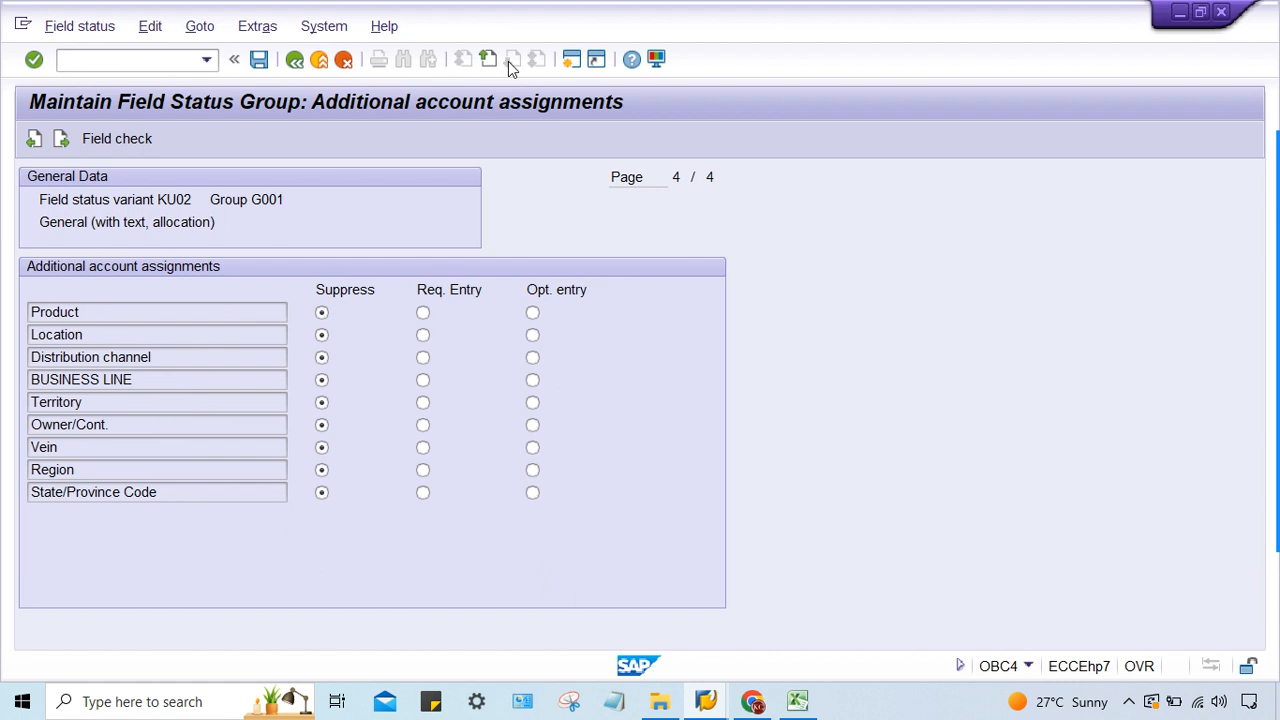 Field status Edit Goto Extras System Help
Maintain Field Status Group: Additional account assignments
Field check
General Data
Page 4 / 4
Field status variant KU02 Group G001
General (with text, allocation)
Additional account assignments
Suppress Req. Entry Opt. entry
Product
Location
Distribution channel
BUSINESS LINE
Territory
Owner/Cont.
Vein
Region
State/Province Code
SAP OBC4 ECCEhp7 OVR
Type here to search 27°C Sunny